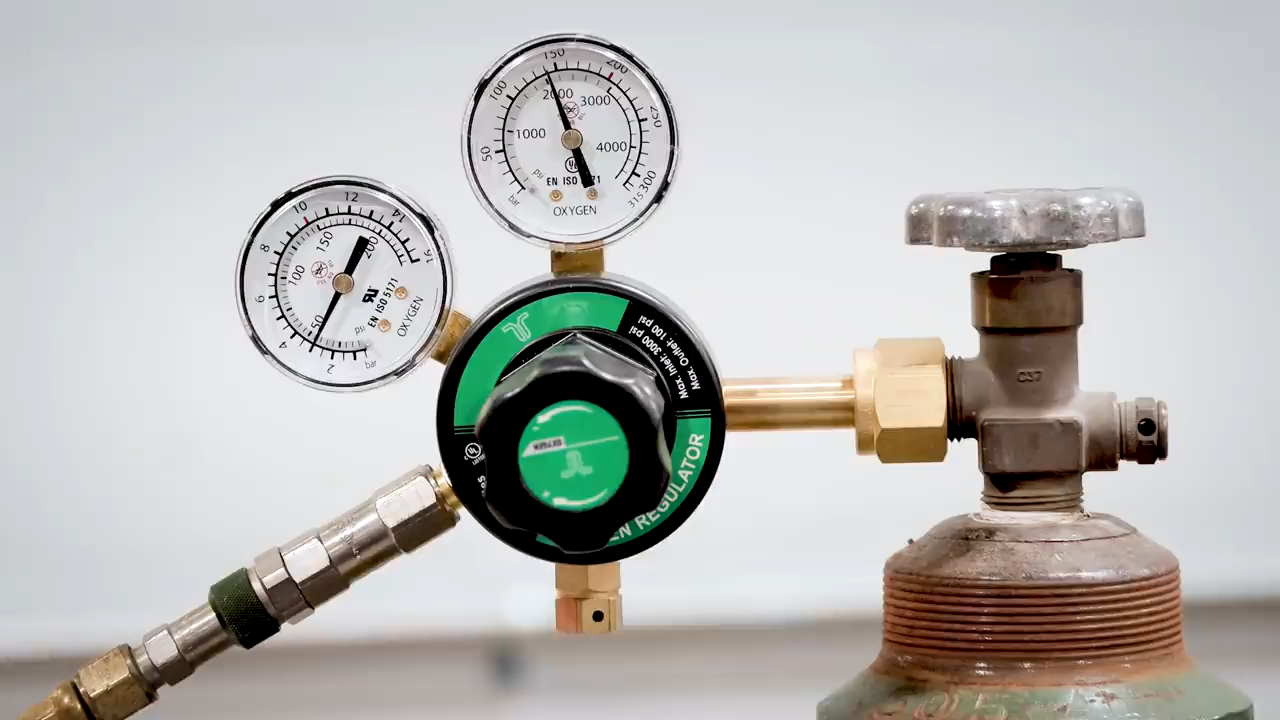 50
100
150
200
250
300
315
1000
2000
3000
4000
psi
bar
EN ISO 5171
OXYGEN
2
4
6
8
10
12
14
16
50
100
150
200
psi
bar
EN ISO 5171
OXYGEN
Max. Inlet: 3000 psi
Max. Outlet: 100 psi
OXYGEN
EN REGULATOR
C37